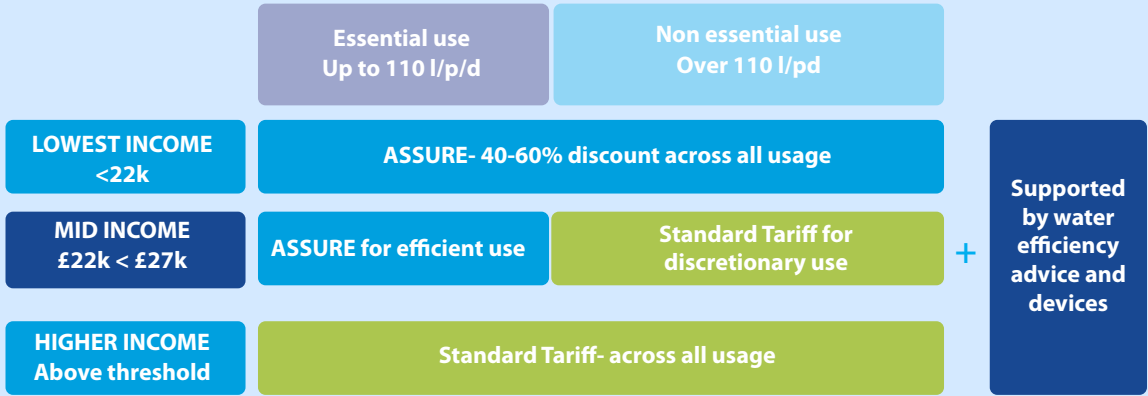 Essential use
Up to 110 l/p/d
Non essential use
Over 110 l/pd
LOWEST INCOME
<22k
ASSURE- 40-60% discount across all usage
MID INCOME
£22k < £27k
ASSURE for efficient use
Standard Tariff for
discretionary use
HIGHER INCOME
Above threshold
Standard Tariff- across all usage
+
Supported
by water
efficiency
advice and
devices